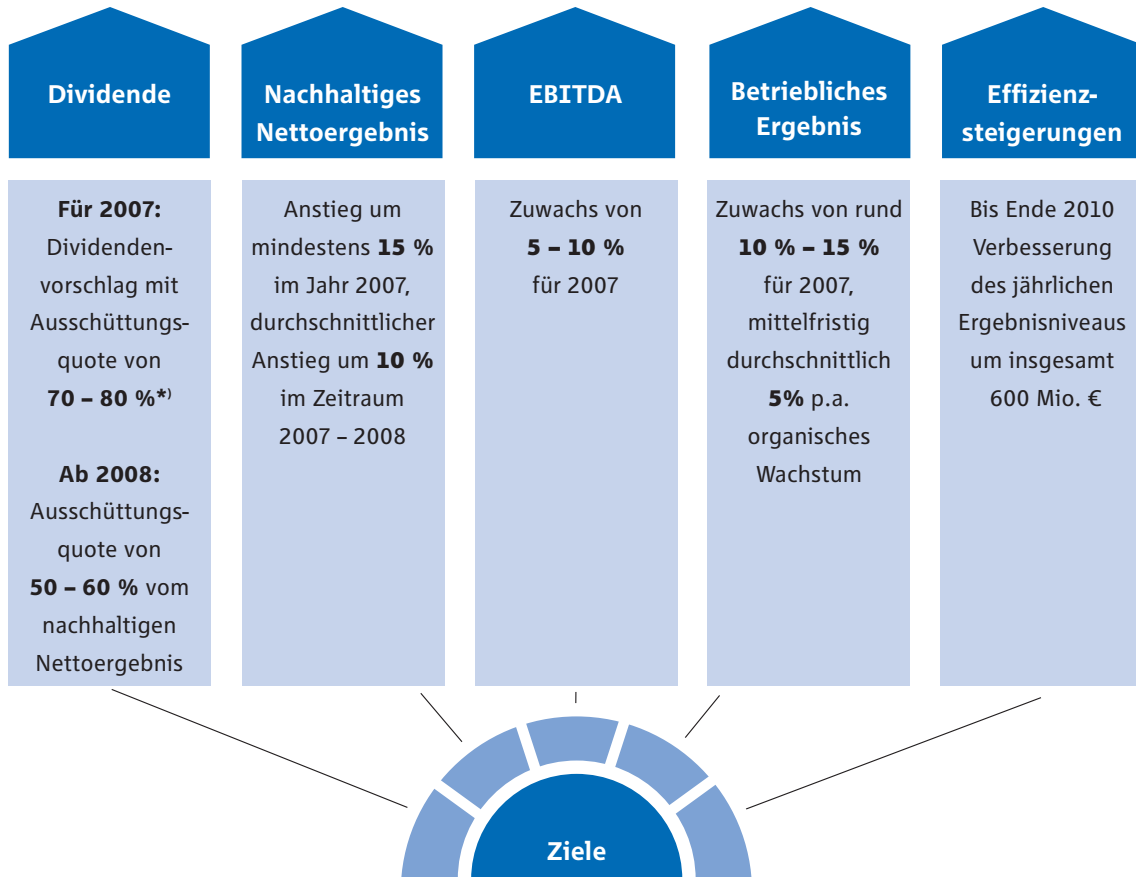 Dividende
Für 2007:
Dividenden-
vorschlag mit
Ausschüttungs-
quote von
70 – 80 %*)
Ab 2008:
Ausschüttungs-
quote von
50 – 60 % vom
nachhaltigen
Nettoergebnis
Nachhaltiges
Nettoergebnis
Anstieg um
mindestens 15 %
im Jahr 2007,
durchschnittlicher
Anstieg um 10 %
im Zeitraum
2007 – 2008
EBITDA
Zuwachs von
5 – 10 %
für 2007
Betriebliches
Ergebnis
Zuwachs von rund
10 % – 15 %
für 2007,
mittelfristig
durchschnittlich
5% p.a.
organisches
Wachstum
Effizienz-
steigerungen
Bis Ende 2010
Verbesserung
des jährlichen
Ergebnisniveaus
um insgesamt
600 Mio. €
Ziele